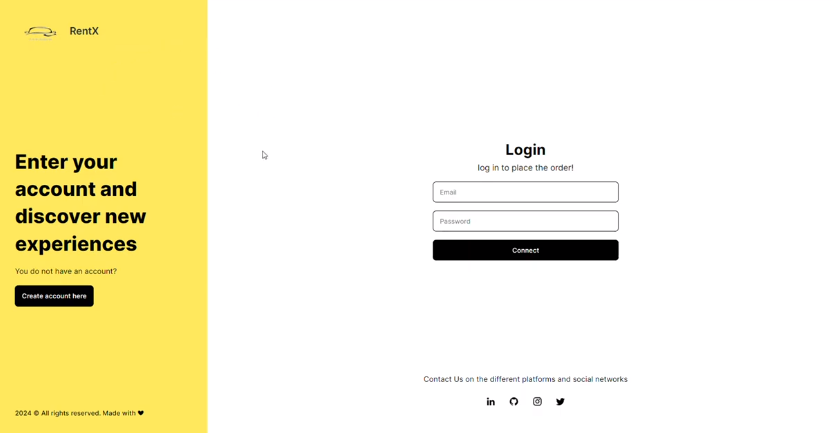 RentX
Enter your
account and
discover new
experiences
You do not have an account?
Create account here
2024 © All rights reserved. Made with ❤
Login
log in to place the order!
Email
Password
Connect
Contact Us on the different platforms and social networks